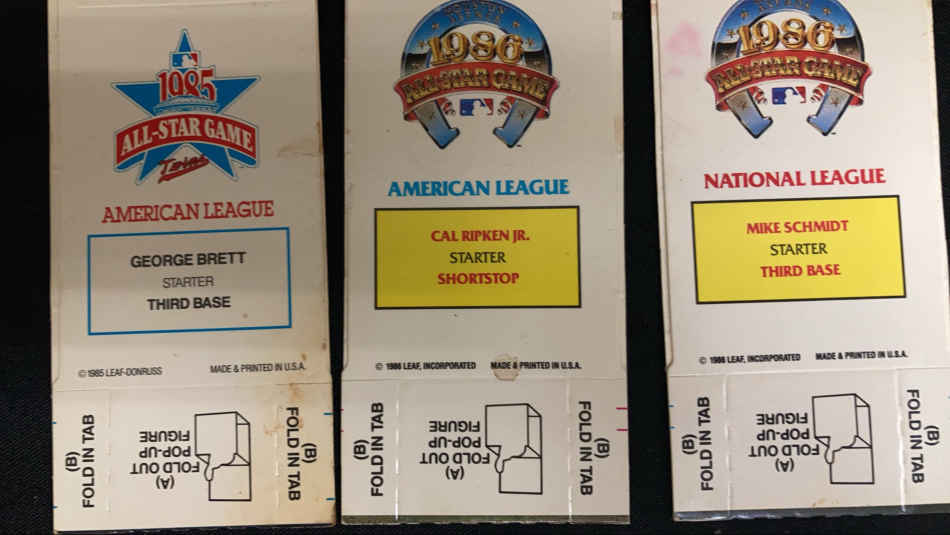 1985
ALL-STAR GAME
Texas
AMERICAN LEAGUE
GEORGE BRETT
STARTER
THIRD BASE
© 1985 LEAF-DONRUSS MADE & PRINTED IN U.S.A.
(B)
FOLD IN TAB
(A)
FOLD OUT
POP-UP
FIGURE
(B)
FOLD IN TAB
HOUSTON
1986
ALL-STAR GAME
AMERICAN LEAGUE
CAL RIPKEN JR.
STARTER
SHORTSTOP
© 1986 LEAF, INCORPORATED MADE & PRINTED IN U.S.A.
(B)
FOLD IN TAB
(A)
FOLD OUT
POP-UP
FIGURE
(B)
FOLD IN TAB
1986
ALL-STAR GAME
NATIONAL LEAGUE
MIKE SCHMIDT
STARTER
THIRD BASE
© 1986 LEAF, INCORPORATED MADE & PRINTED IN U.S.A.
(B)
FOLD IN TAB
(A)
FOLD OUT
POP-UP
FIGURE
(B)
FOLD IN TAB